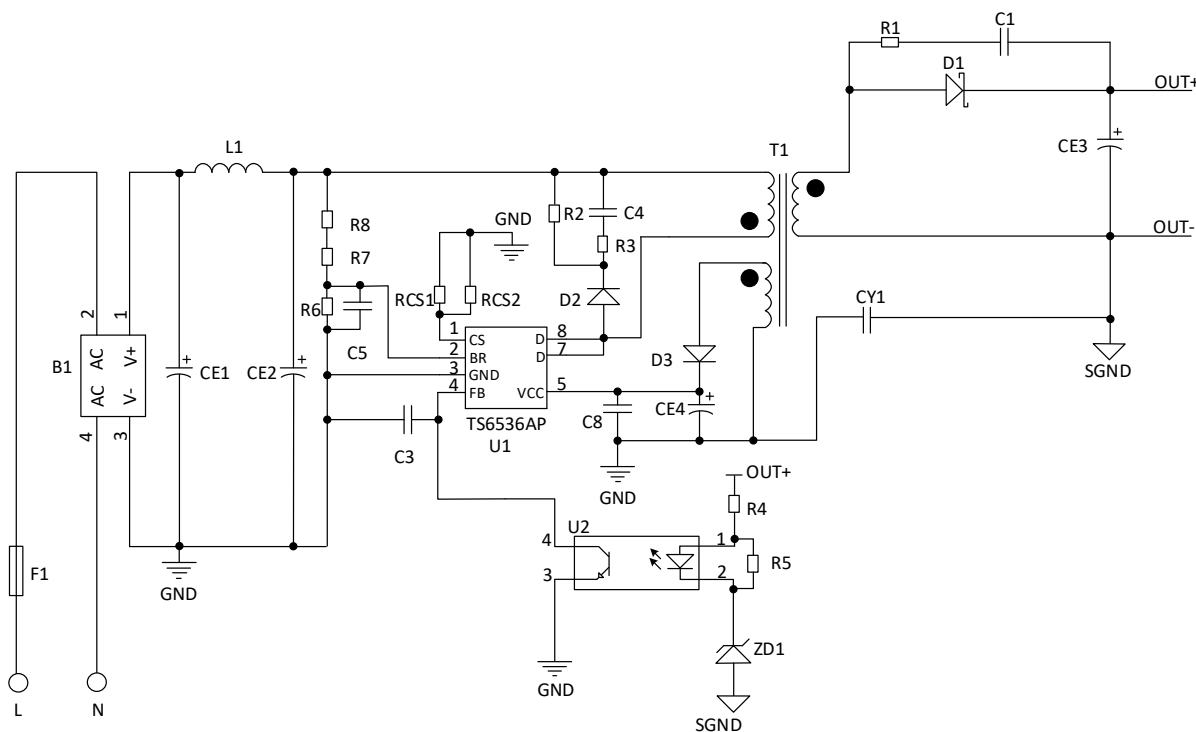 R1
C1
D1
OUT+
CE3
T1
L1
R8
R7
GND
R2
C4
R3
OUT-
R6
RCS1
RCS2
D2
CY1
2
1
1
CS
D
8
B1
AC
V+
AC
V-
CE1
CE2
C5
2
BR
D
7
D3
SGND
3
GND
4
FB
VCC
5
CE4
C8
TS6536AP
U1
4
3
C3
GND
OUT+
R4
U2
4
1
R5
3
2
F1
GND
ZD1
GND
L
N
SGND